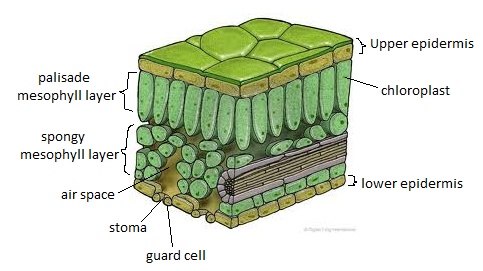 Upper epidermis
palisade
mesophyll layer
chloroplast
spongy
mesophyll layer
lower epidermis
air space
stoma
guard cell